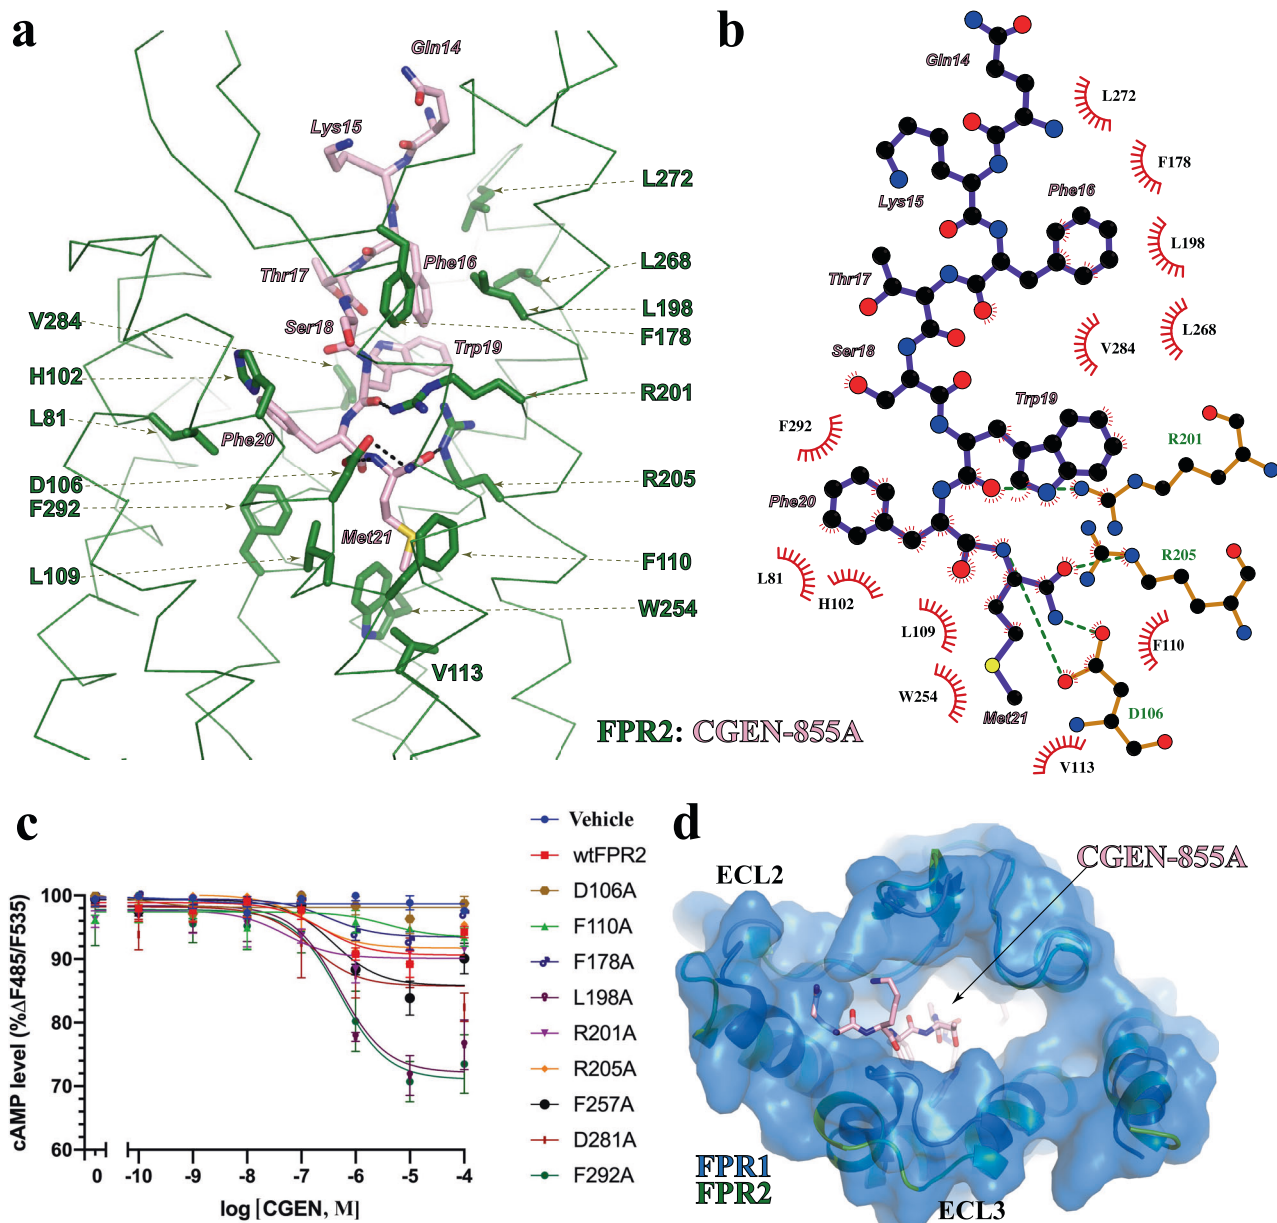 a
Gln14
Lys15
Thr17
Phe16
Ser18
Trp19
Phe20
Met21
V284
H102
L81
D106
F292
L109
L272
L268
L198
F178
R201
R205
F110
W254
V113
FPR2: CGEN-855A
b
Gln14
L272
F178
Lys15
Phe16
L198
Thr17
L268
V284
Ser18
Trp19
F292
R201
Phe20
R205
L81
H102
L109
F110
W254
Met21
D106
V113
c
cAMP level (%ΔF485/F535)
100
90
80
70
60
0
-10
-9
-8
-7
-6
-5
-4
log [CGEN, M]
Vehicle
wtFPR2
D106A
F110A
F178A
L198A
R201A
R205A
F257A
D281A
F292A
d
CGEN-855A
ECL2
FPR1
FPR2
ECL3